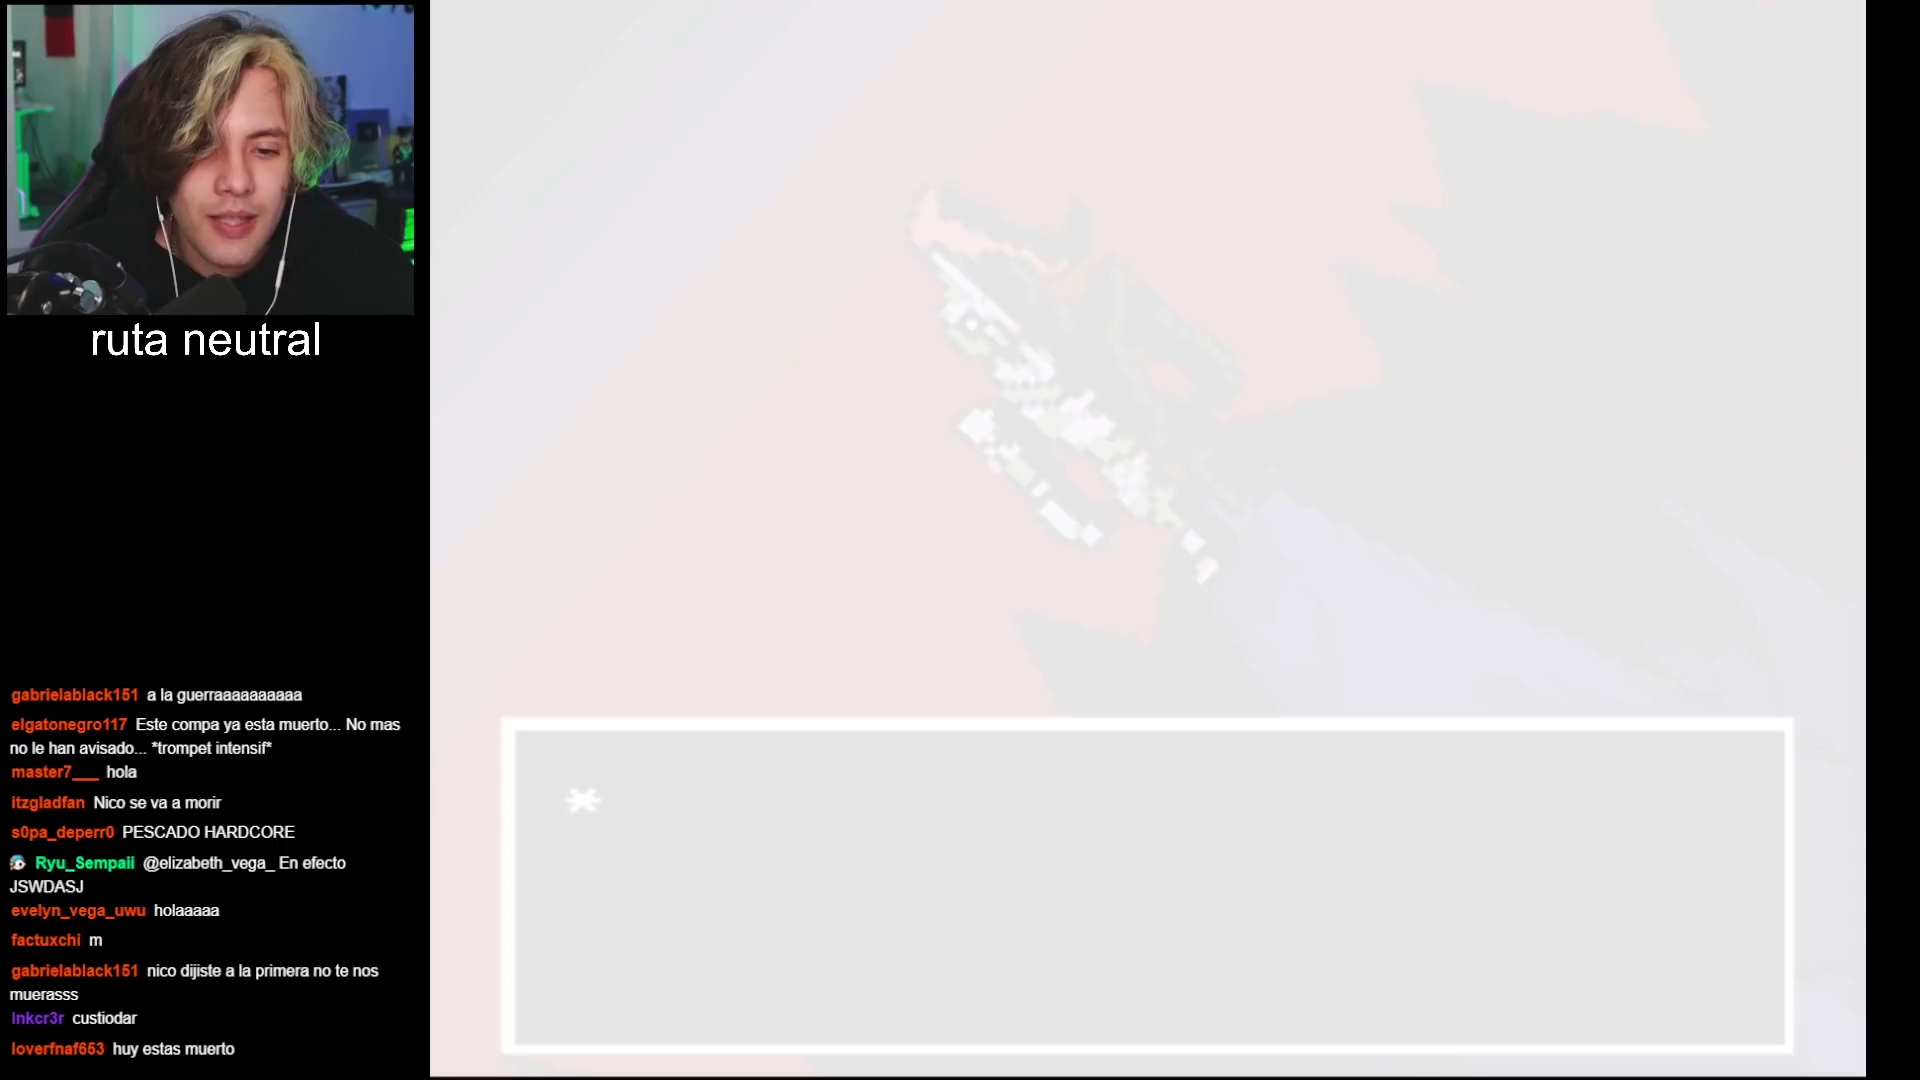 ruta neutral
gabrielablack151 a la guerraaaaaaaaaa
elgatonegro117 Este compa ya esta muerto... No mas
no le han avisado... *trompet intensif*
master7___ hola
itzgladfan Nico se va a morir
s0pa_deperr0 PESCADO HARDCORE
Ryu_Sempaii @elizabeth_vega_ En efecto
JSWDASJ
evelyn_vega_uwu holaaaaa
factuxchi m
gabrielablack151 nico dijiste a la primera no te nos
muerasss
lnkcr3r custiodar
loverfnaf653 huy estas muerto
*